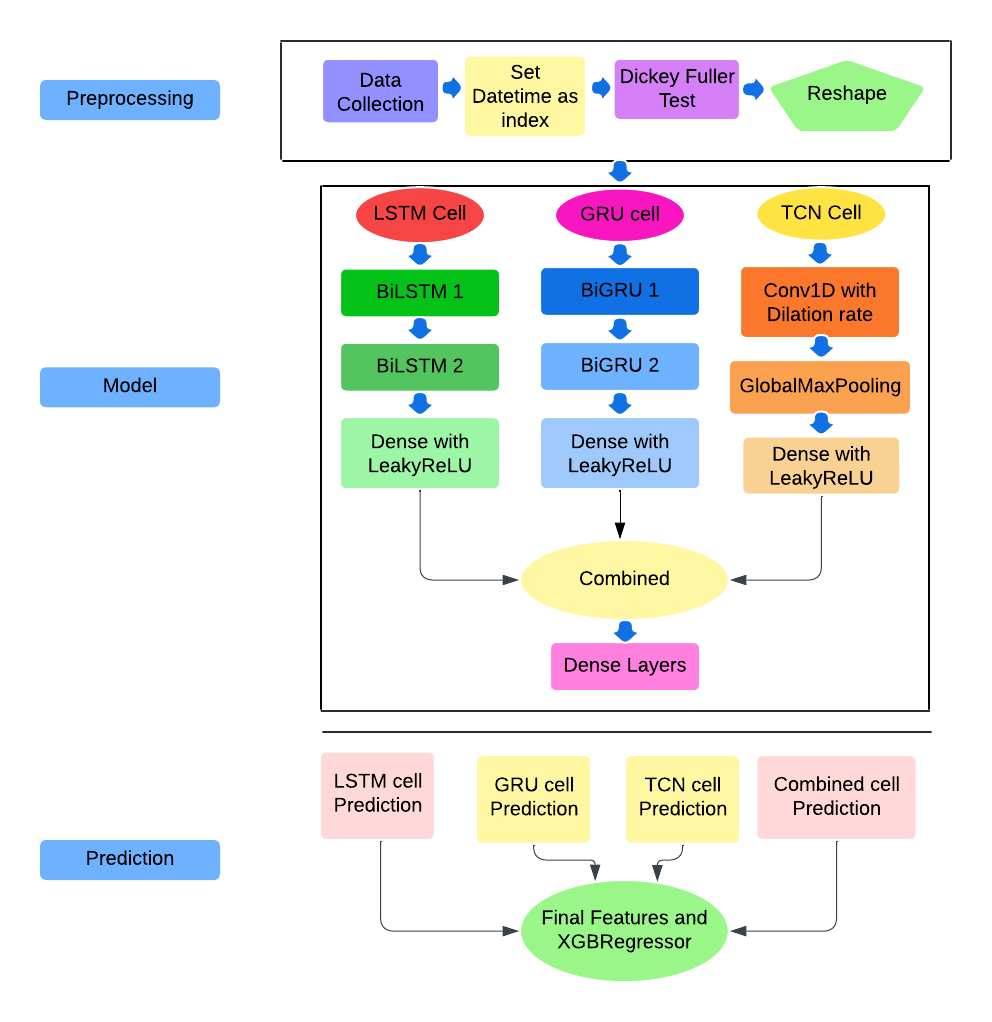 Preprocessing
Data
Collection
Set
Datetime as
index
Dickey Fuller
Test
Reshape
Model
LSTM Cell
GRU cell
TCN Cell
BiLSTM 1
BiGRU 1
Conv1D with
Dilation rate
BiLSTM 2
BiGRU 2
GlobalMaxPooling
Dense with
LeakyReLU
Dense with
LeakyReLU
Dense with
LeakyReLU
Combined
Dense Layers
Prediction
LSTM cell
Prediction
GRU cell
Prediction
TCN cell
Prediction
Combined cell
Prediction
Final Features and
XGBRegressor